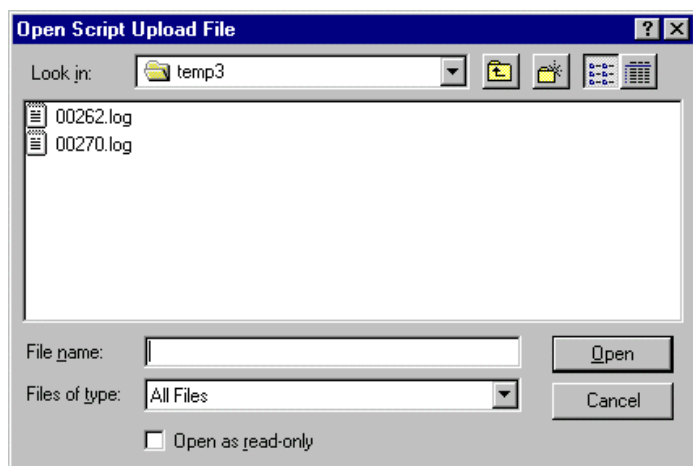 Open Script Upload File
Look in: temp3
00262.log
00270.log
File name: Open
Files of type: All Files Cancel
Open as read-only